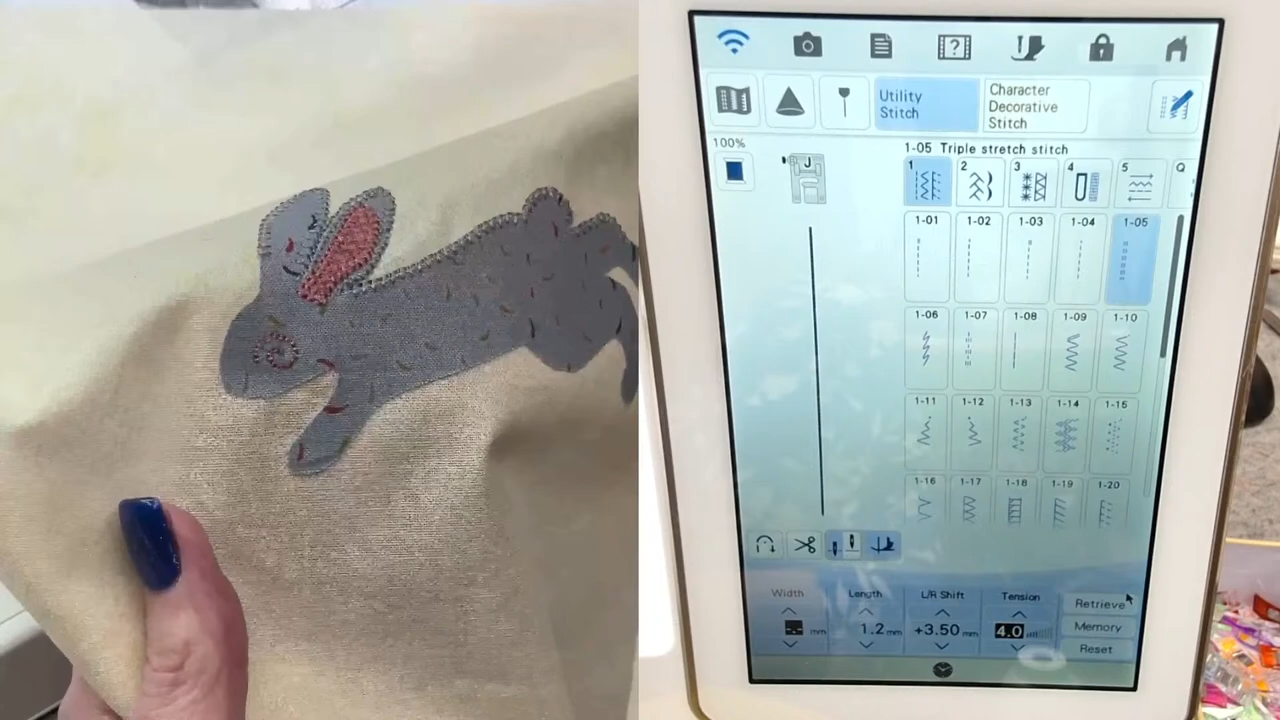 Utility
Stitch
Character
Decorative
Stitch
100%
J
1-05 Triple stretch stitch
1
2
3
4
5
Q
1-01
1-02
1-03
1-04
1-05
1-06
1-07
1-08
1-09
1-10
1-11
1-12
1-13
1-14
1-15
1-16
1-17
1-18
1-19
1-20
Width
Length
L/R Shift
Tension
mm
1.2 mm
+3.50 mm
4.0
Retrieve
Memory
Reset